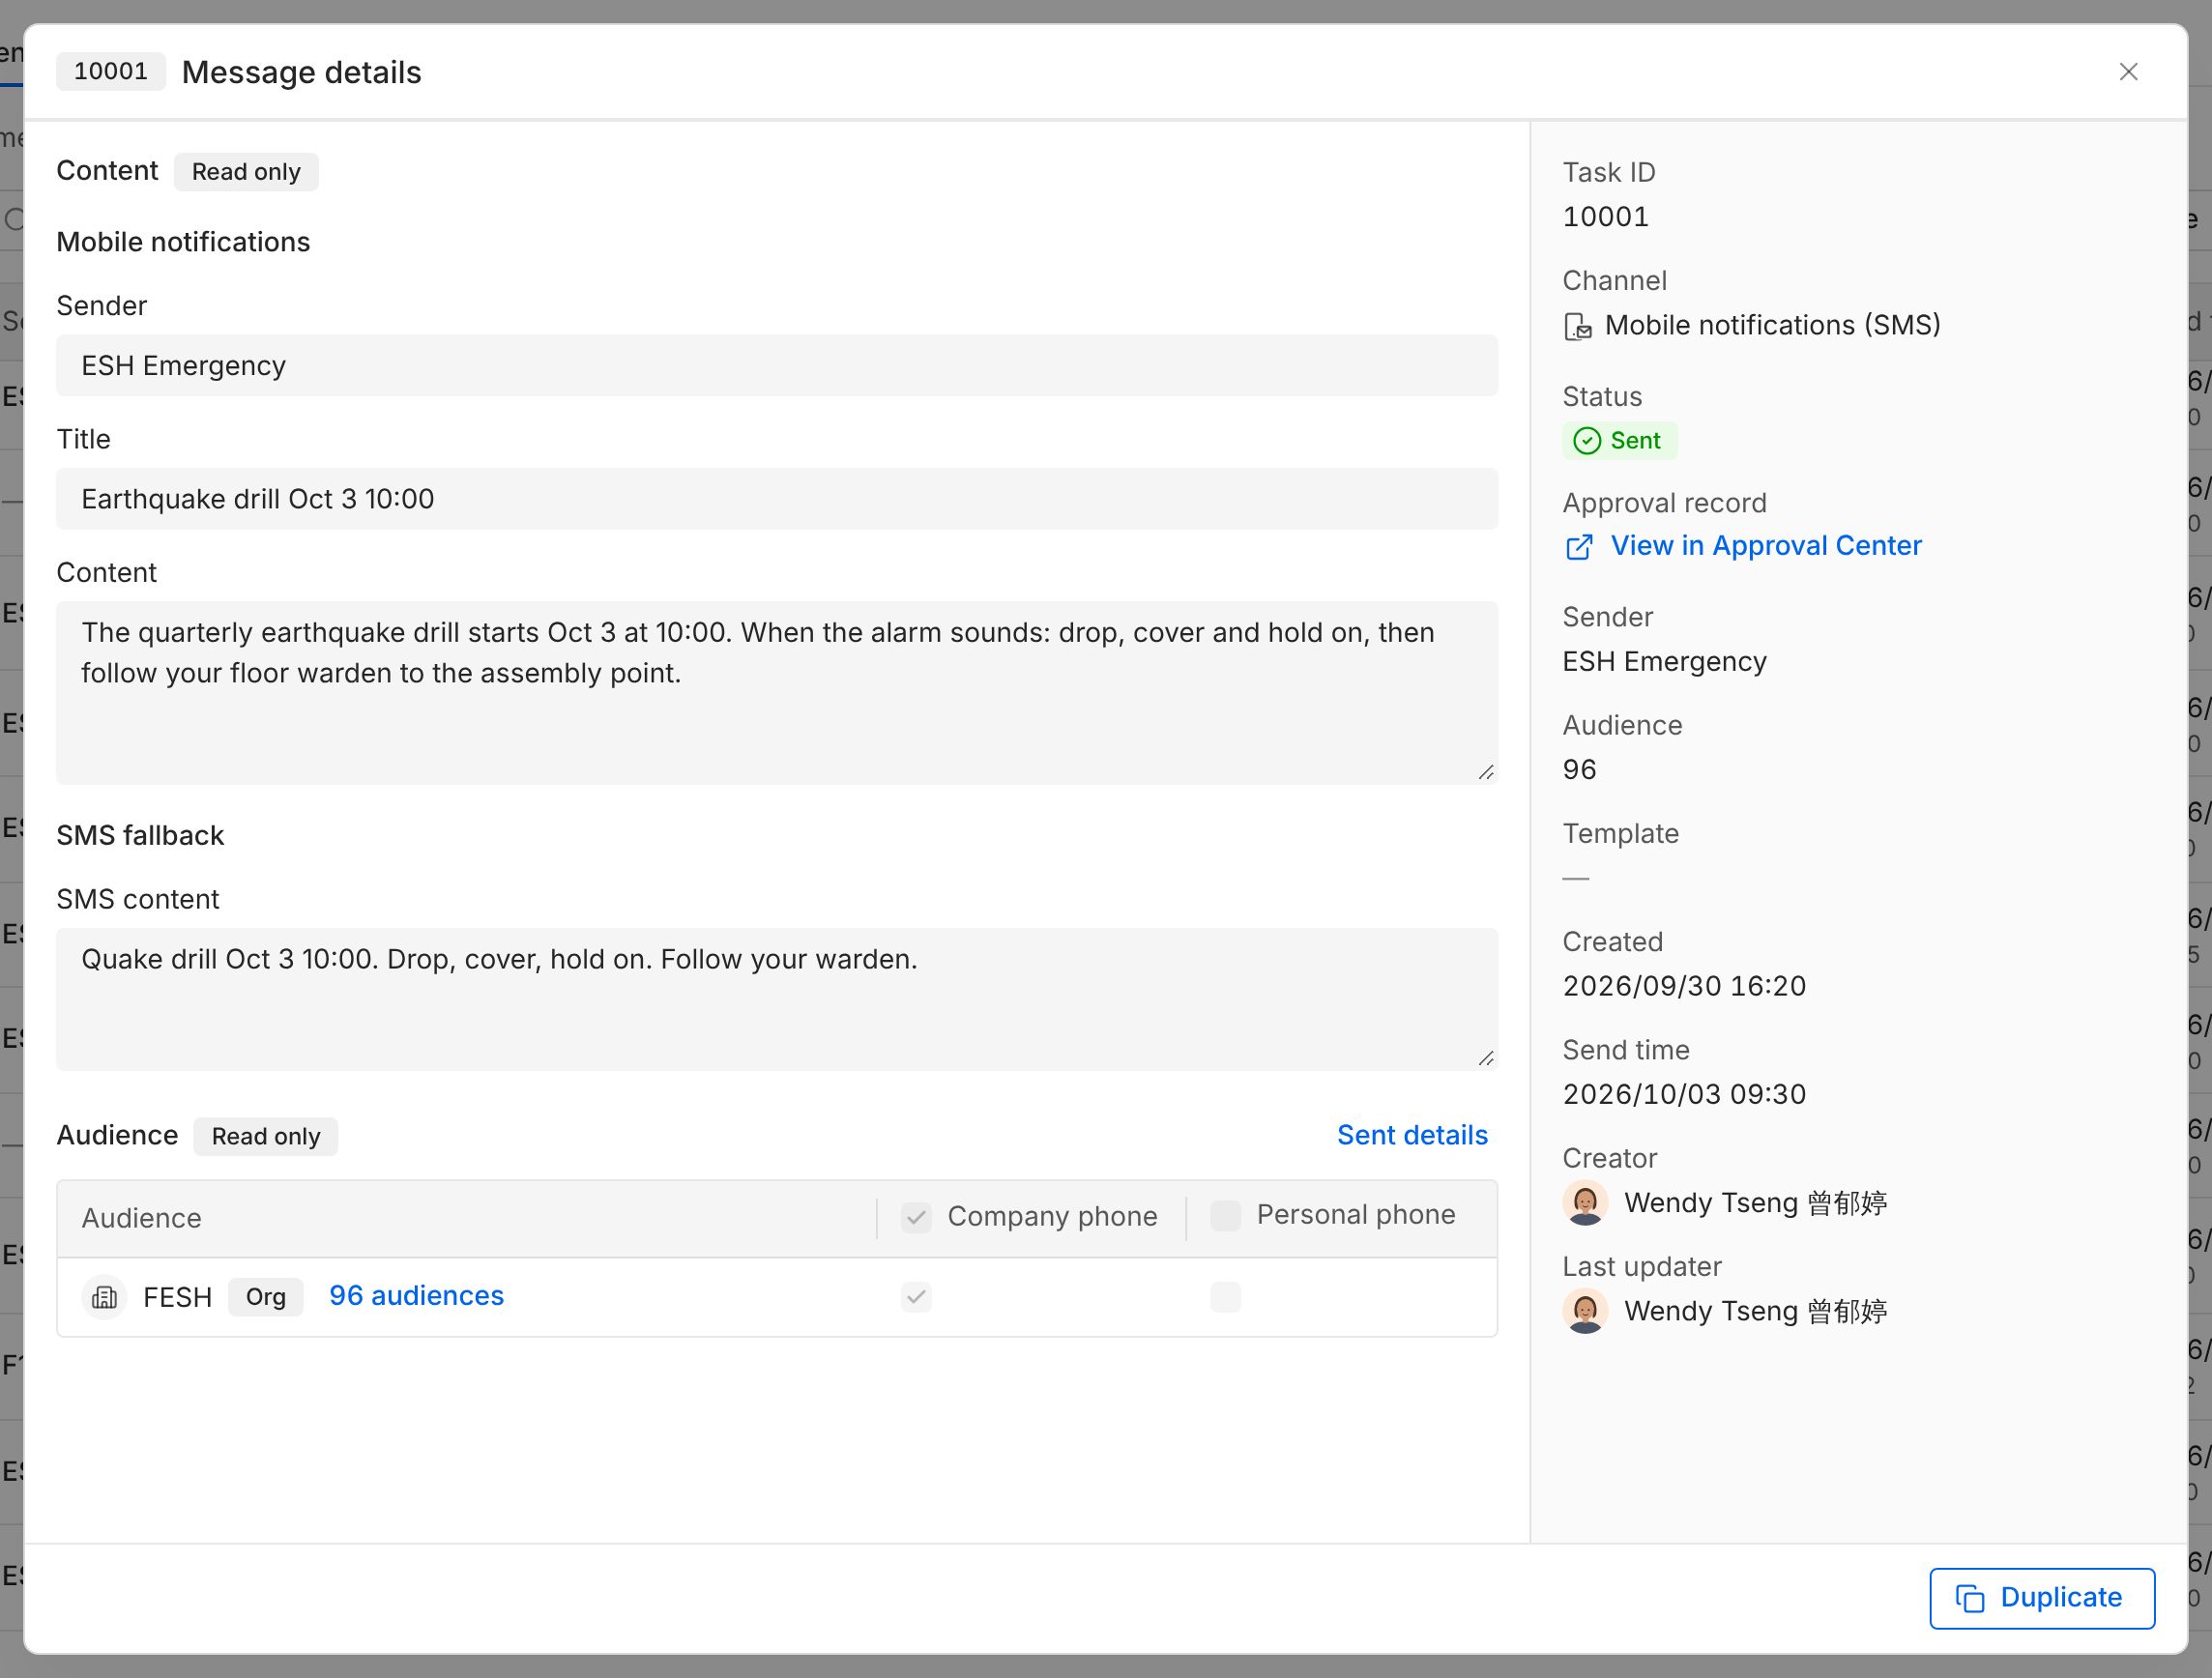 10001 Message details
Content Read only
Mobile notifications
Sender
ESH Emergency
Title
Earthquake drill Oct 3 10:00
Content
The quarterly earthquake drill starts Oct 3 at 10:00. When the alarm sounds: drop, cover and hold on, then
follow your floor warden to the assembly point.
SMS fallback
SMS content
Quake drill Oct 3 10:00. Drop, cover, hold on. Follow your warden.
Audience Read only Sent details
Audience Company phone Personal phone
FESH Org 96 audiences
Task ID
10001
Channel
Mobile notifications (SMS)
Status
Sent
Approval record
View in Approval Center
Sender
ESH Emergency
Audience
96
Template
—
Created
2026/09/30 16:20
Send time
2026/10/03 09:30
Creator
Wendy Tseng 曾郁婷
Last updater
Wendy Tseng 曾郁婷
Duplicate